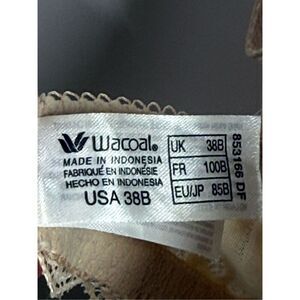 Wacoal®
MADE IN INDONESIA
FABRIQUÉ EN INDONÉSIE
HECHO EN INDONESIA
USA 38B
UK 38B
FR 100B
EU/JP 85B
853166 DF